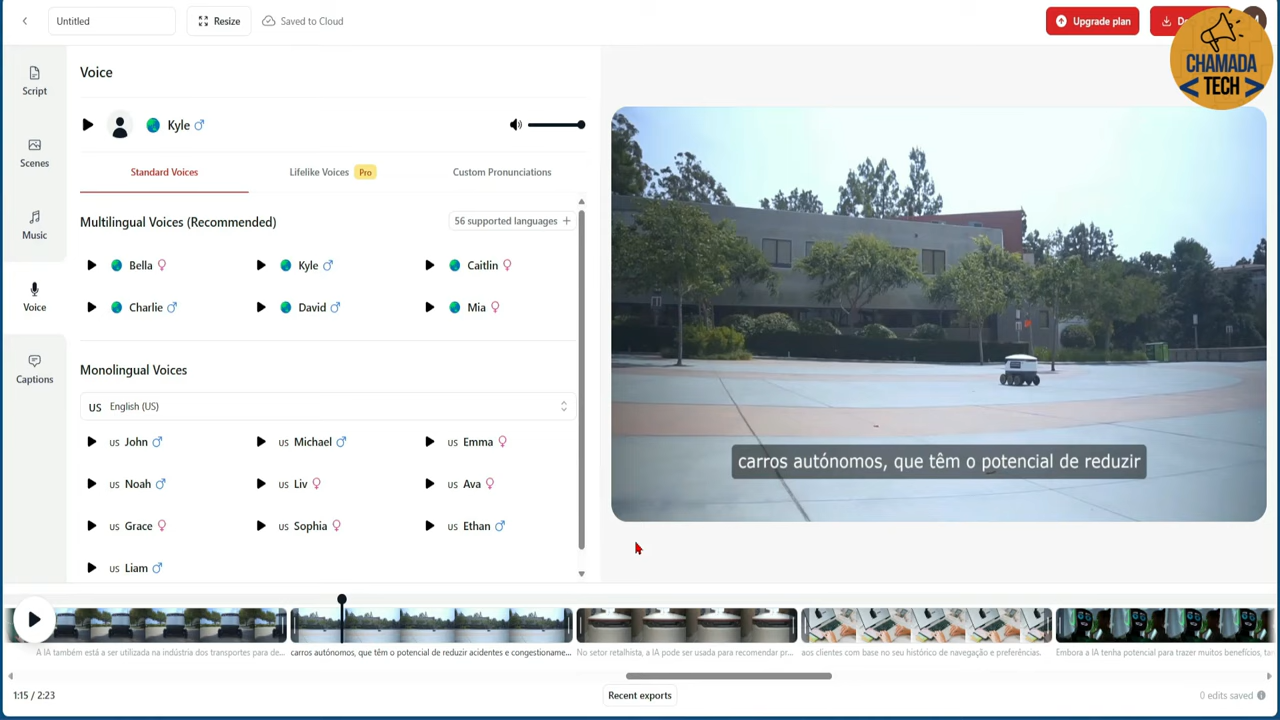 Untitled
Resize
Saved to Cloud
Upgrade plan
CHAMADA
< TECH >
Script
Scenes
Music
Voice
Captions
Voice
Kyle
Standard Voices
Lifelike Voices Pro
Custom Pronunciations
Multilingual Voices (Recommended)
56 supported languages +
Bella
Kyle
Caitlin
Charlie
David
Mia
Monolingual Voices
US English (US)
US John
US Michael
US Emma
US Noah
US Liv
US Ava
US Grace
US Sophia
US Ethan
US Liam
carros autónomos, que têm o potencial de reduzir
A IA também está a ser utilizada na indústria dos transportes para de...
carros autónomos, que têm o potencial de reduzir acidentes e congestioname...
No setor retalhista, a IA pode ser usada para recomendar pr...
aos clientes com base no seu histórico de navegação e preferências.
Embora a IA tenha potencial para trazer muitos benefícios, ta
1:15 / 2:23
Recent exports
0 edits saved